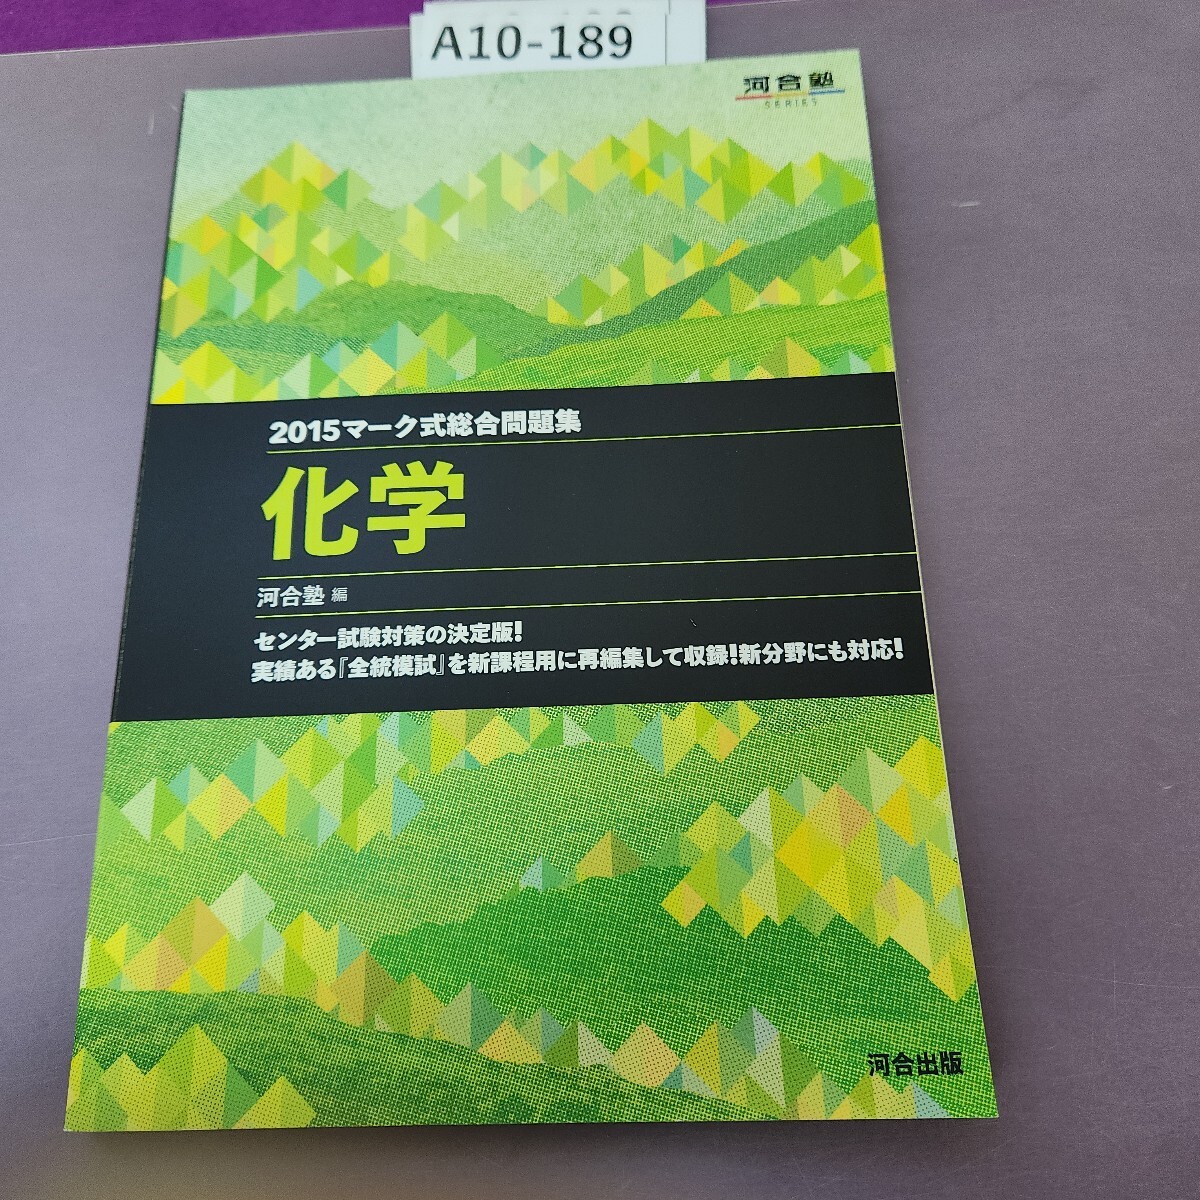 A10-189
河合塾
SERIES
2015マーク式総合問題集
化学
河合塾 編
センター試験対策の決定版!
実績ある『全統模試』を新課程用に再編集して収録!新分野にも対応!
河合出版